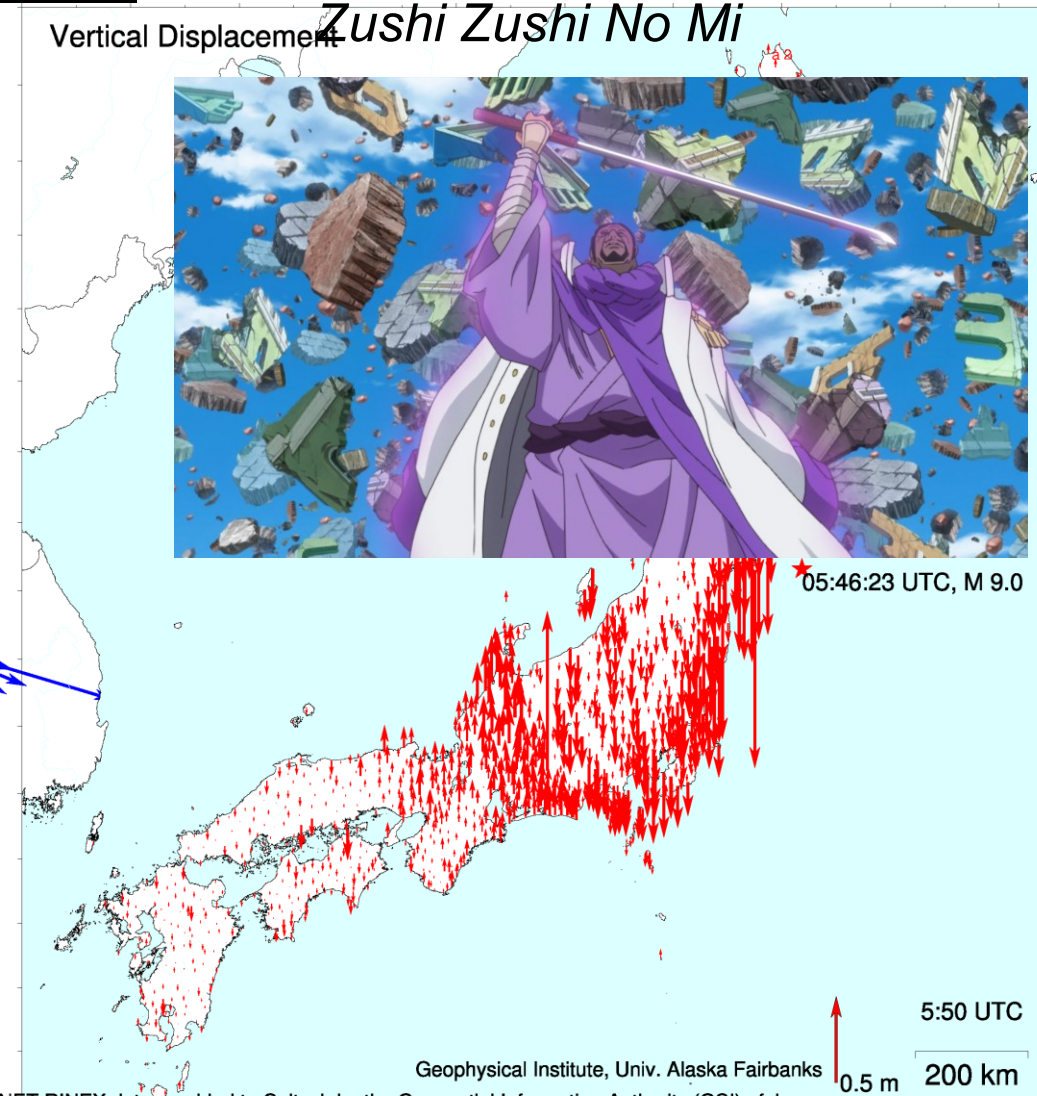 Zushi Zushi No Mi
Vertical Displacement
05:46:23 UTC, M 9.0
5:50 UTC
Geophysical Institute, Univ. Alaska Fairbanks
0.5 m
200 km